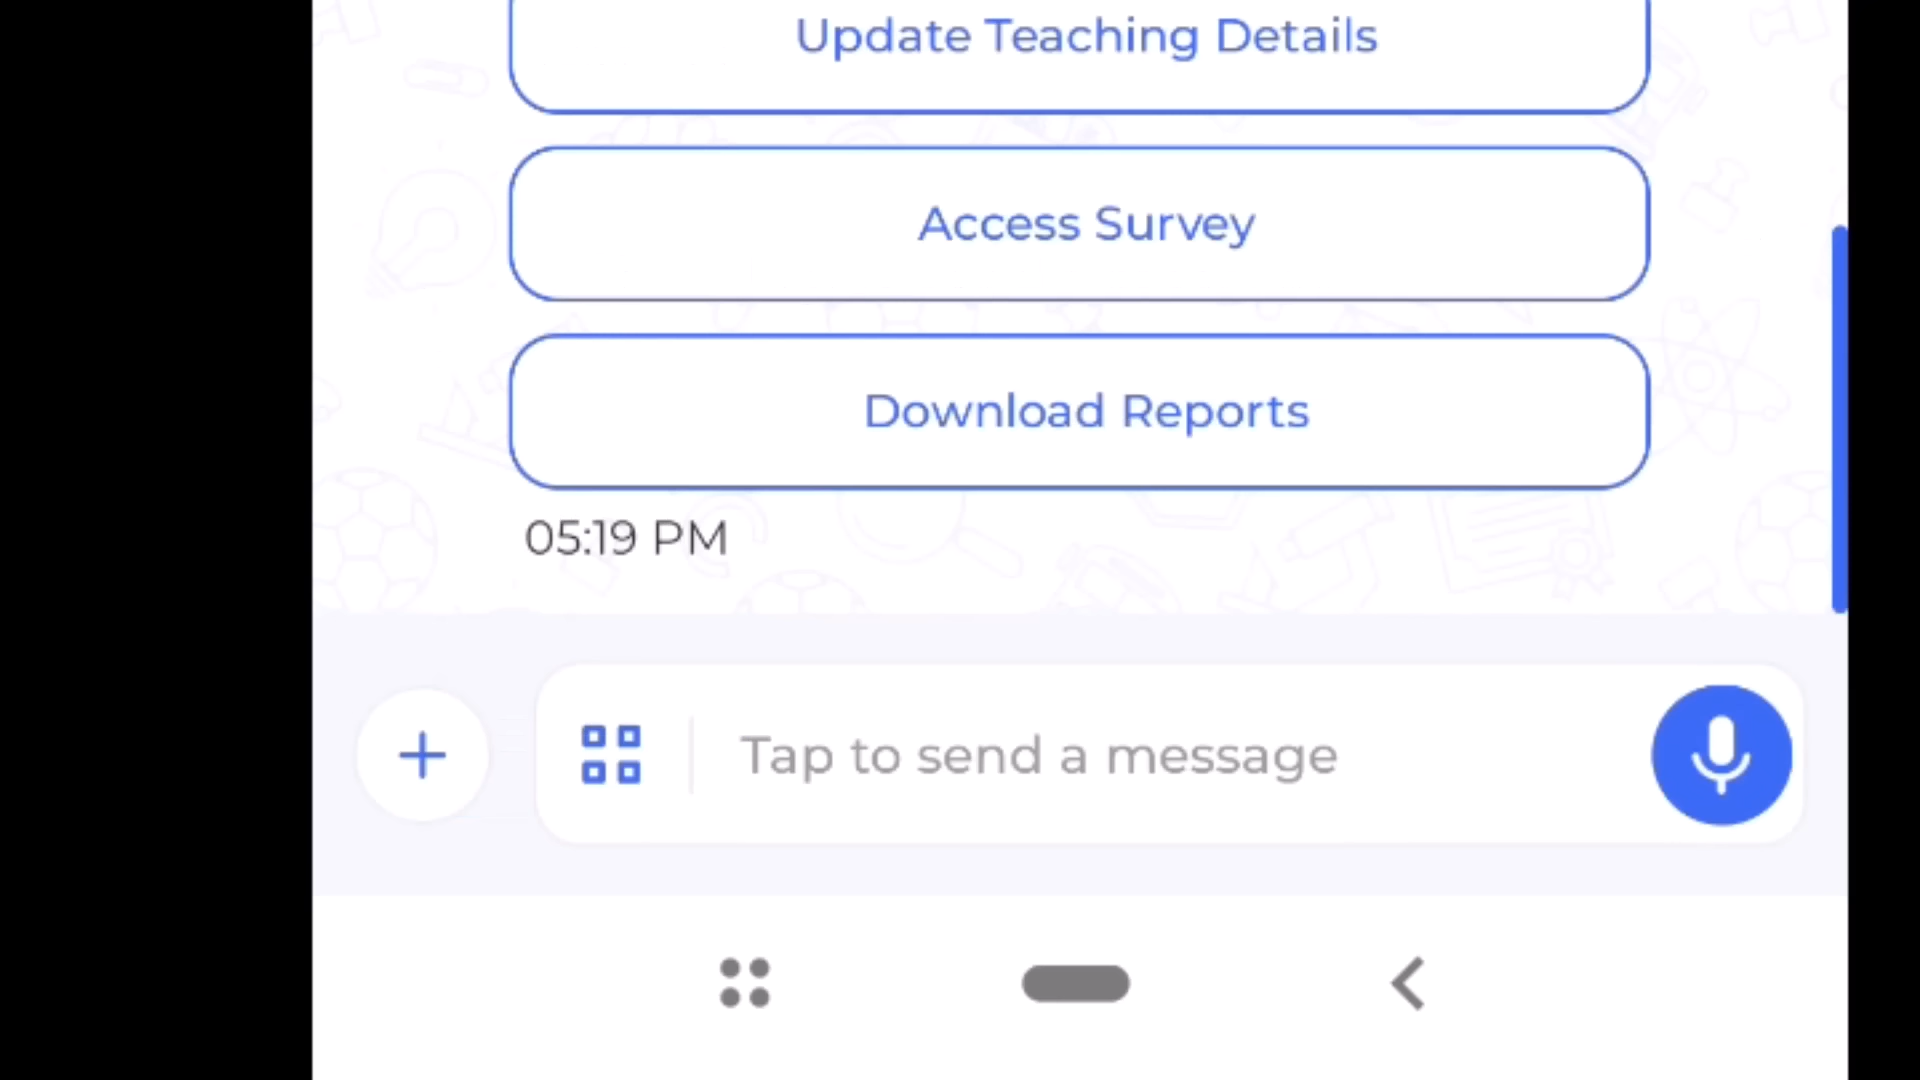 Update Teaching Details
Access Survey
Download Reports
05:19 PM
Tap to send a message